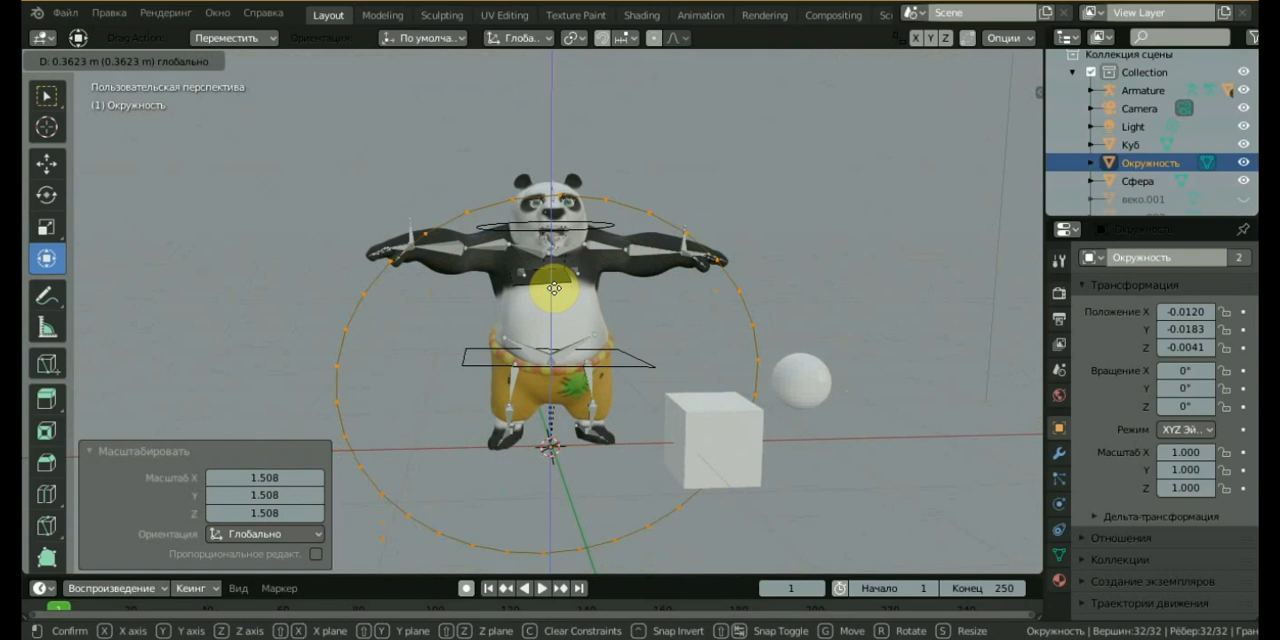 Файл Правка Рендеринг Окно Справка Layout Modeling Sculpting UV Editing Texture Paint Shading Animation Rendering Compositing Sc Scene View Layer
Drag Action: Переместить Ориентация: По умолча... Глоба... X Y Z Опции
D: 0.3623 m (0.3623 m) глобально
Пользовательская перспектива
(1) Окружность
Коллекция сцены
Collection
Armature
Camera
Light
Куб
Окружность
Сфера
веко.001
Окружность
Окружность 2
Трансформация
Положение X -0.0120
Y -0.0183
Z -0.0041
Вращение X 0°
Y 0°
Z 0°
Режим XYZ Эй...
Масштаб X 1.000
Y 1.000
Z 1.000
Дельта-трансформация
Отношения
Коллекции
Создание экземпляров
Траектории движения
Масштабировать
Масштаб X 1.508
Y 1.508
Z 1.508
Ориентация Глобально
Пропорциональное редакт.
Воспроизведение Кеинг Вид Маркер 1 Начало 1 Конец 250
Confirm X X axis Y Y axis Z Z axis X X plane Y Y plane Z Z plane C Clear Constraints Snap Invert Snap Toggle G Move R Rotate S Resize Окружность | Вершин:32/32 | Рёбер:32/32 | Гран